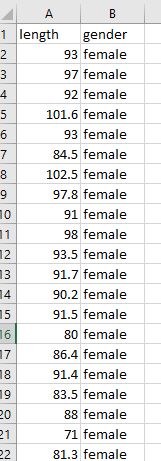 A B
1 length gender
2 93 female
3 97 female
4 92 female
5 101.6 female
6 93 female
7 84.5 female
8 102.5 female
9 97.8 female
10 91 female
11 98 female
12 93.5 female
13 91.7 female
14 90.2 female
15 91.5 female
16 80 female
17 86.4 female
18 91.4 female
19 83.5 female
20 88 female
21 71 female
22 81.3 female